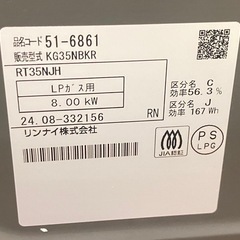 品名コード 51-6861
販売型式 KG35NBKR
RT35NJH
LPガス用
8.00 kW
24.08-332156 RN
リンナイ株式会社
区分名 C
効率56.3%
区分名 J
効率 167 Wh
JIA認証
PS
LPG